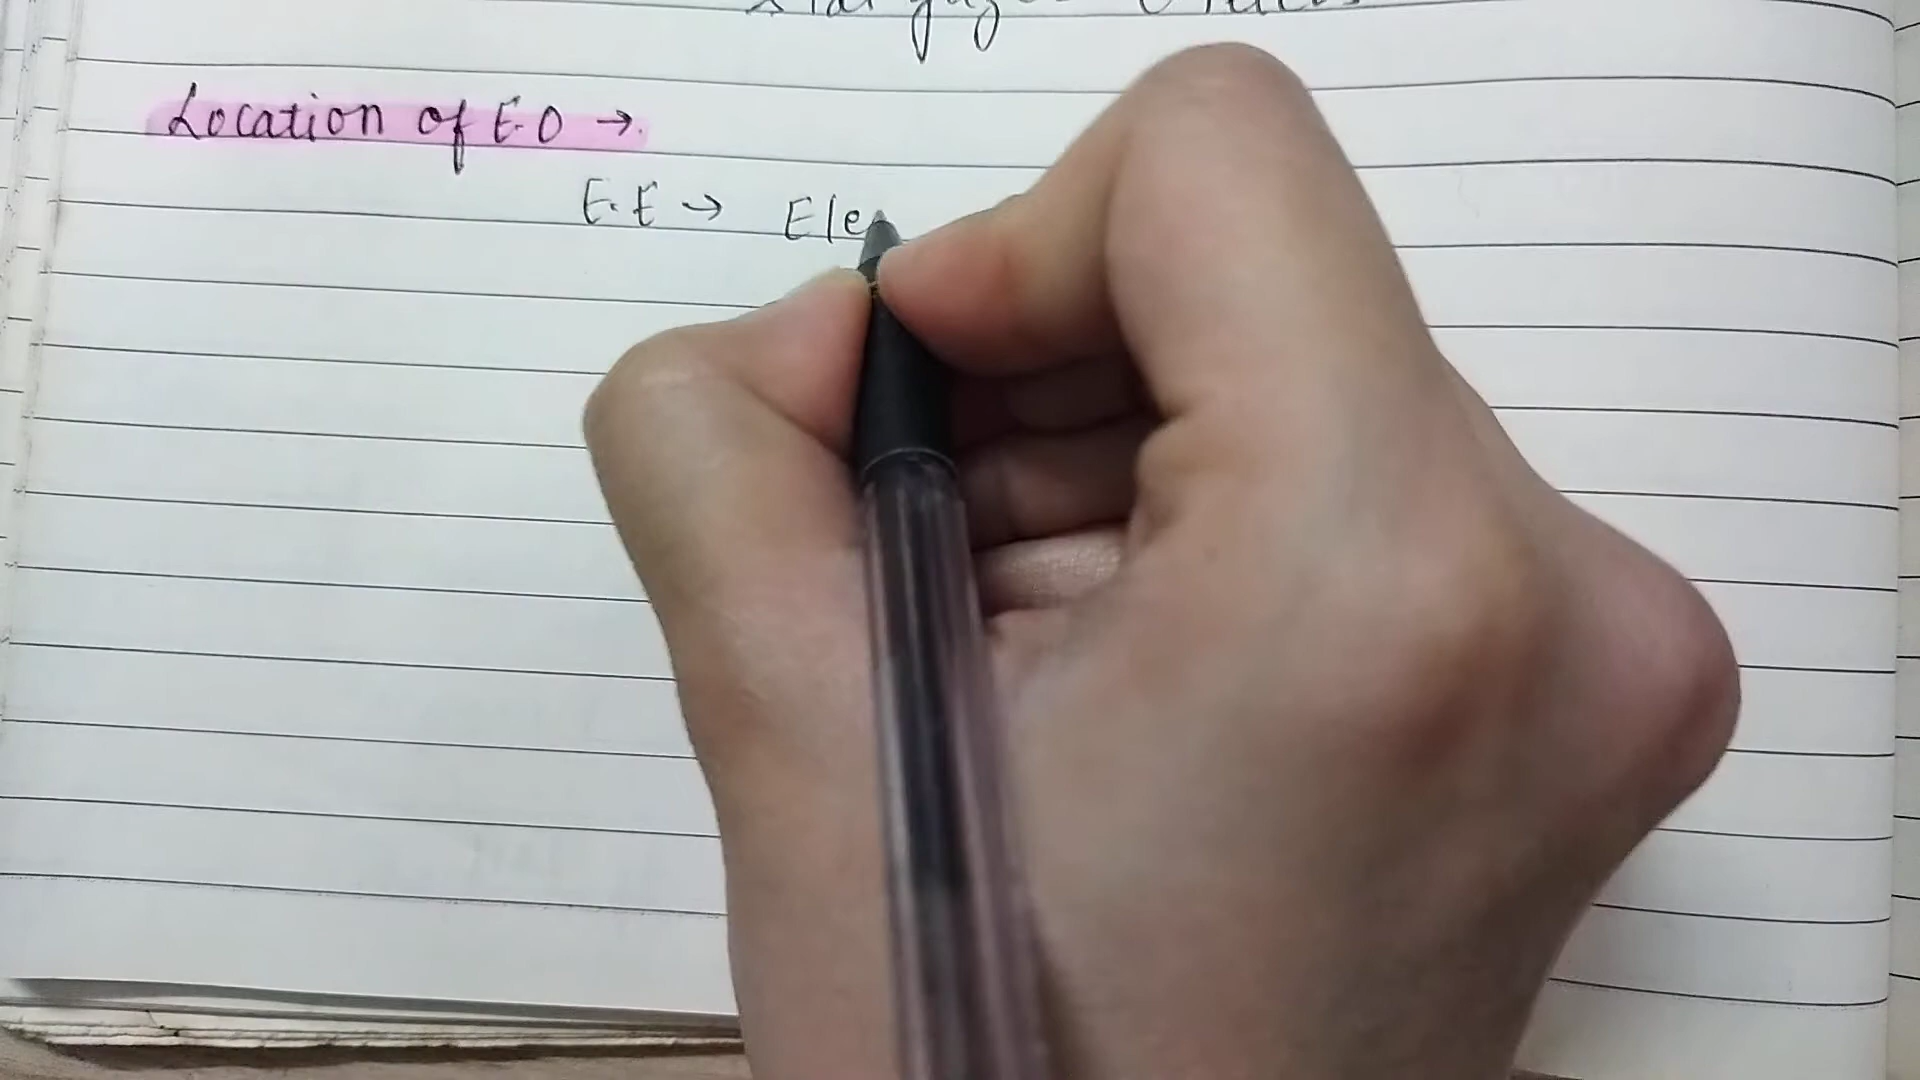 Location of E.O →.
E.E → Ele